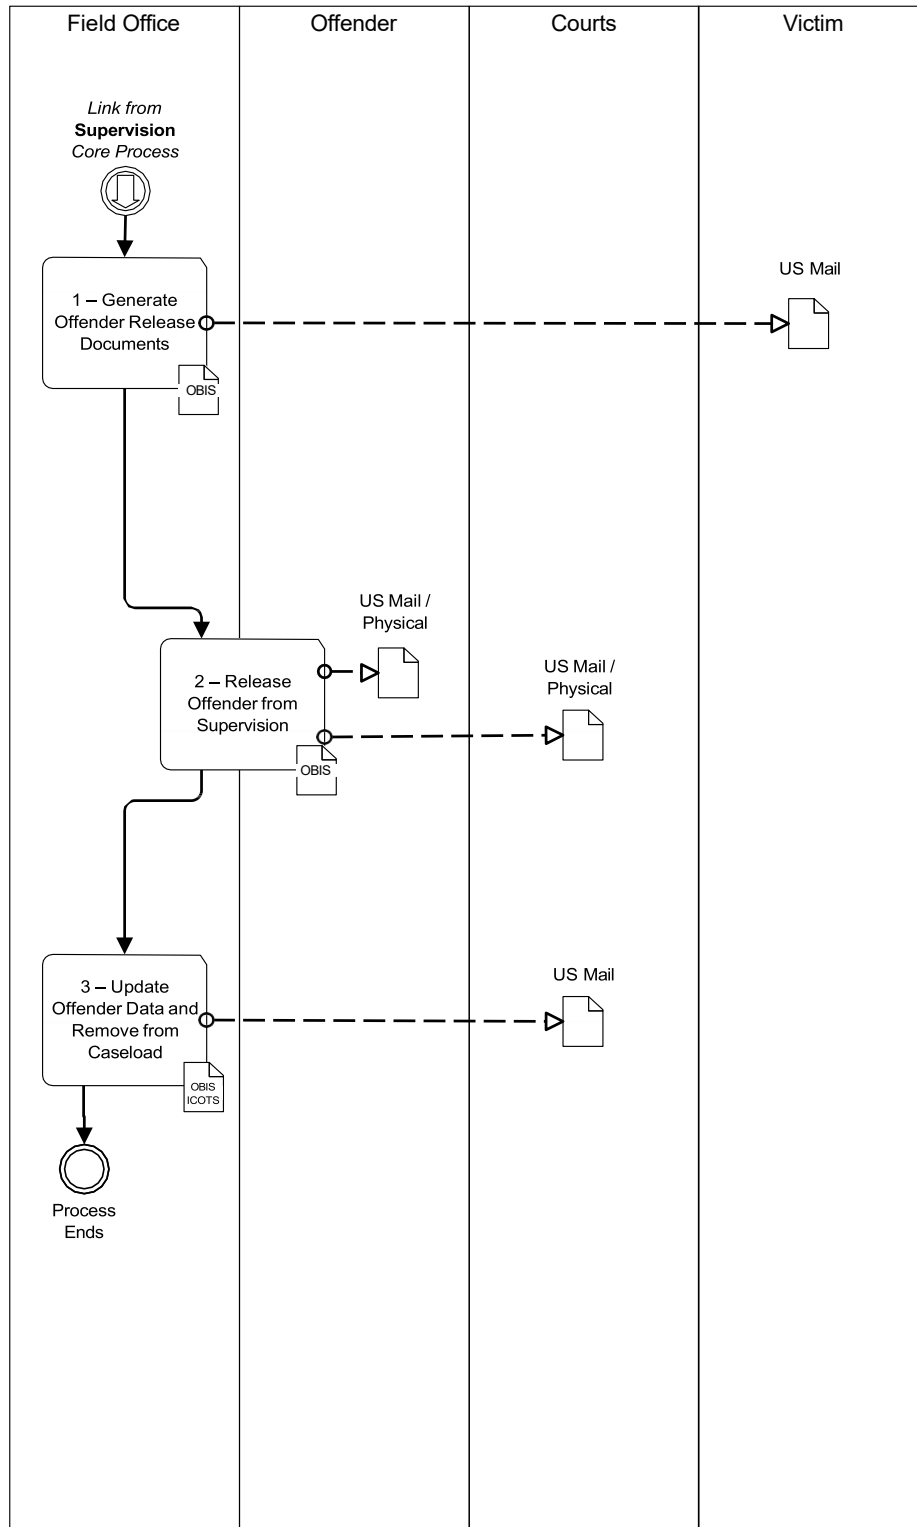 Field Office
Offender
Courts
Victim
Link from
Supervision
Core Process
US Mail
1 – Generate
Offender Release
Documents
OBIS
US Mail /
Physical
US Mail /
Physical
2 – Release
Offender from
Supervision
OBIS
US Mail
3 – Update
Offender Data and
Remove from
Caseload
OBIS
ICOTS
Process
Ends